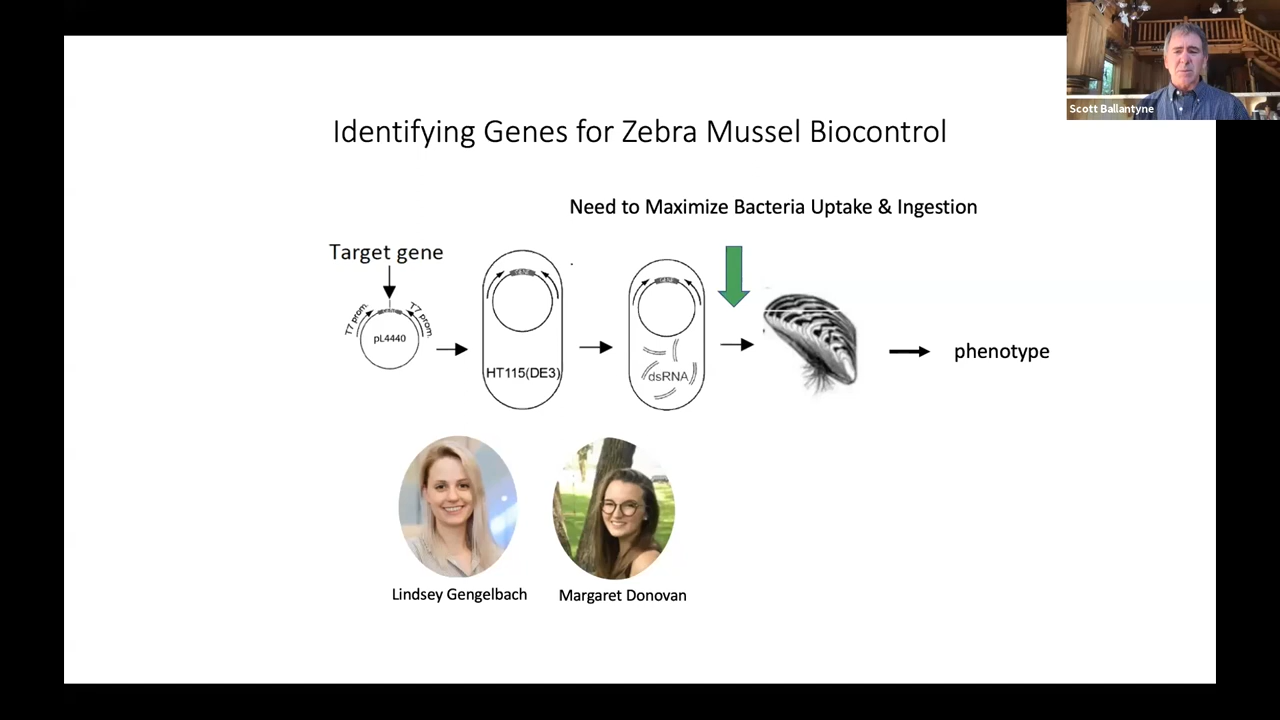 Scott Ballantyne
Identifying Genes for Zebra Mussel Biocontrol
Need to Maximize Bacteria Uptake & Ingestion
Target gene
T7 prom.
T7 prom.
pL4440
HT115(DE3)
dsRNA
phenotype
Lindsey Gengelbach
Margaret Donovan